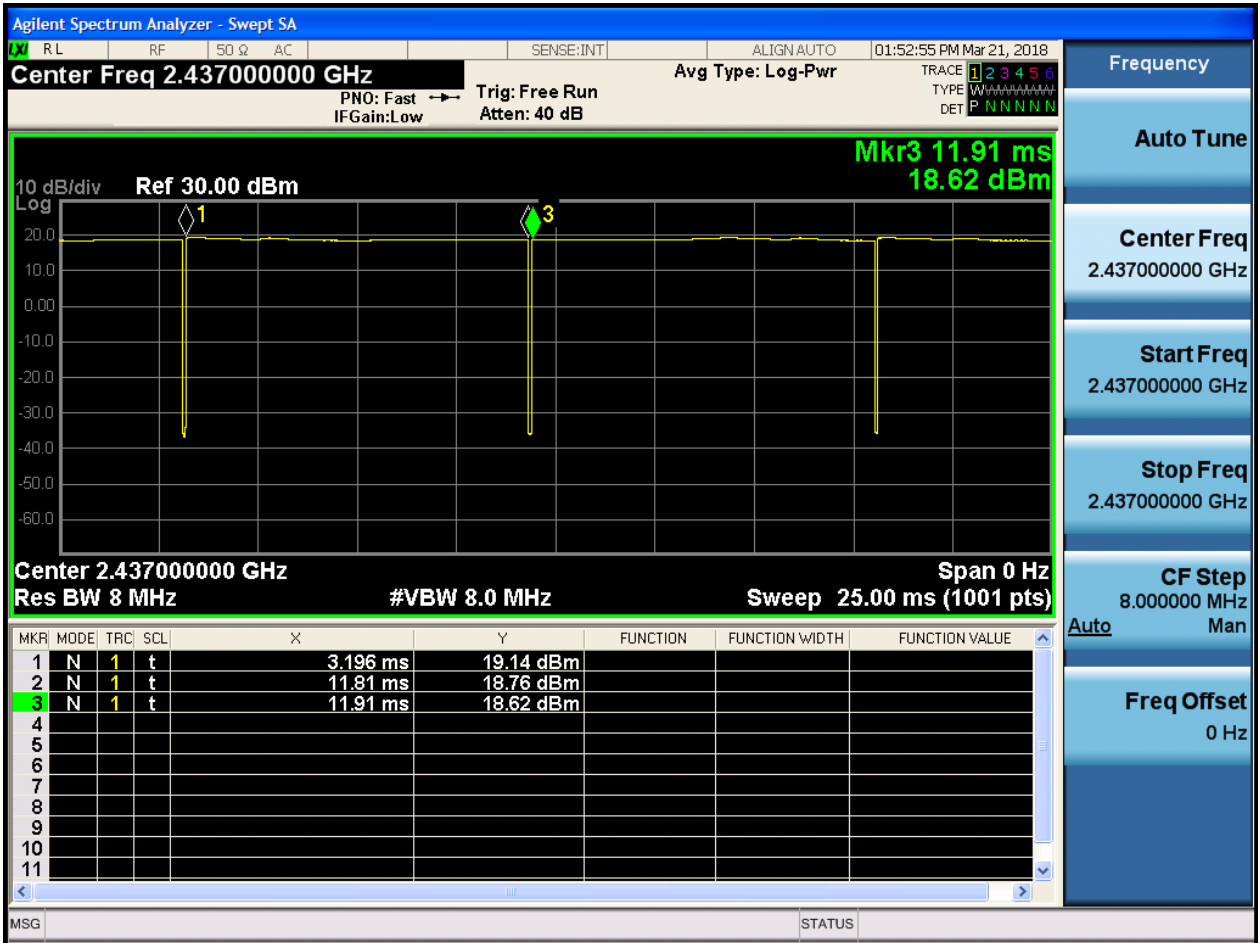 Agilent Spectrum Analyzer - Swept SA
LXI RL RF 50 Ω AC SENSE:INT ALIGN AUTO 01:52:55 PM Mar 21, 2018
Center Freq 2.437000000 GHz
PNO: Fast
IFGain:Low
Trig: Free Run
Atten: 40 dB
Avg Type: Log-Pwr
TRACE 1 2 3 4 5 6
TYPE WWWWWW
DET P N N N N N
Mkr3 11.91 ms
18.62 dBm
10 dB/div Ref 30.00 dBm
Log
1
3
20.0
10.0
0.00
-10.0
-20.0
-30.0
-40.0
-50.0
-60.0
Center 2.437000000 GHz Span 0 Hz
Res BW 8 MHz #VBW 8.0 MHz Sweep 25.00 ms (1001 pts)
MKR MODE TRC SCL X Y FUNCTION FUNCTION WIDTH FUNCTION VALUE
1 N 1 t 3.196 ms 19.14 dBm
2 N 1 t 11.81 ms 18.76 dBm
3 N 1 t 11.91 ms 18.62 dBm
4
5
6
7
8
9
10
11
MSG STATUS
Frequency
Auto Tune
Center Freq
2.437000000 GHz
Start Freq
2.437000000 GHz
Stop Freq
2.437000000 GHz
CF Step
8.000000 MHz
Auto Man
Freq Offset
0 Hz